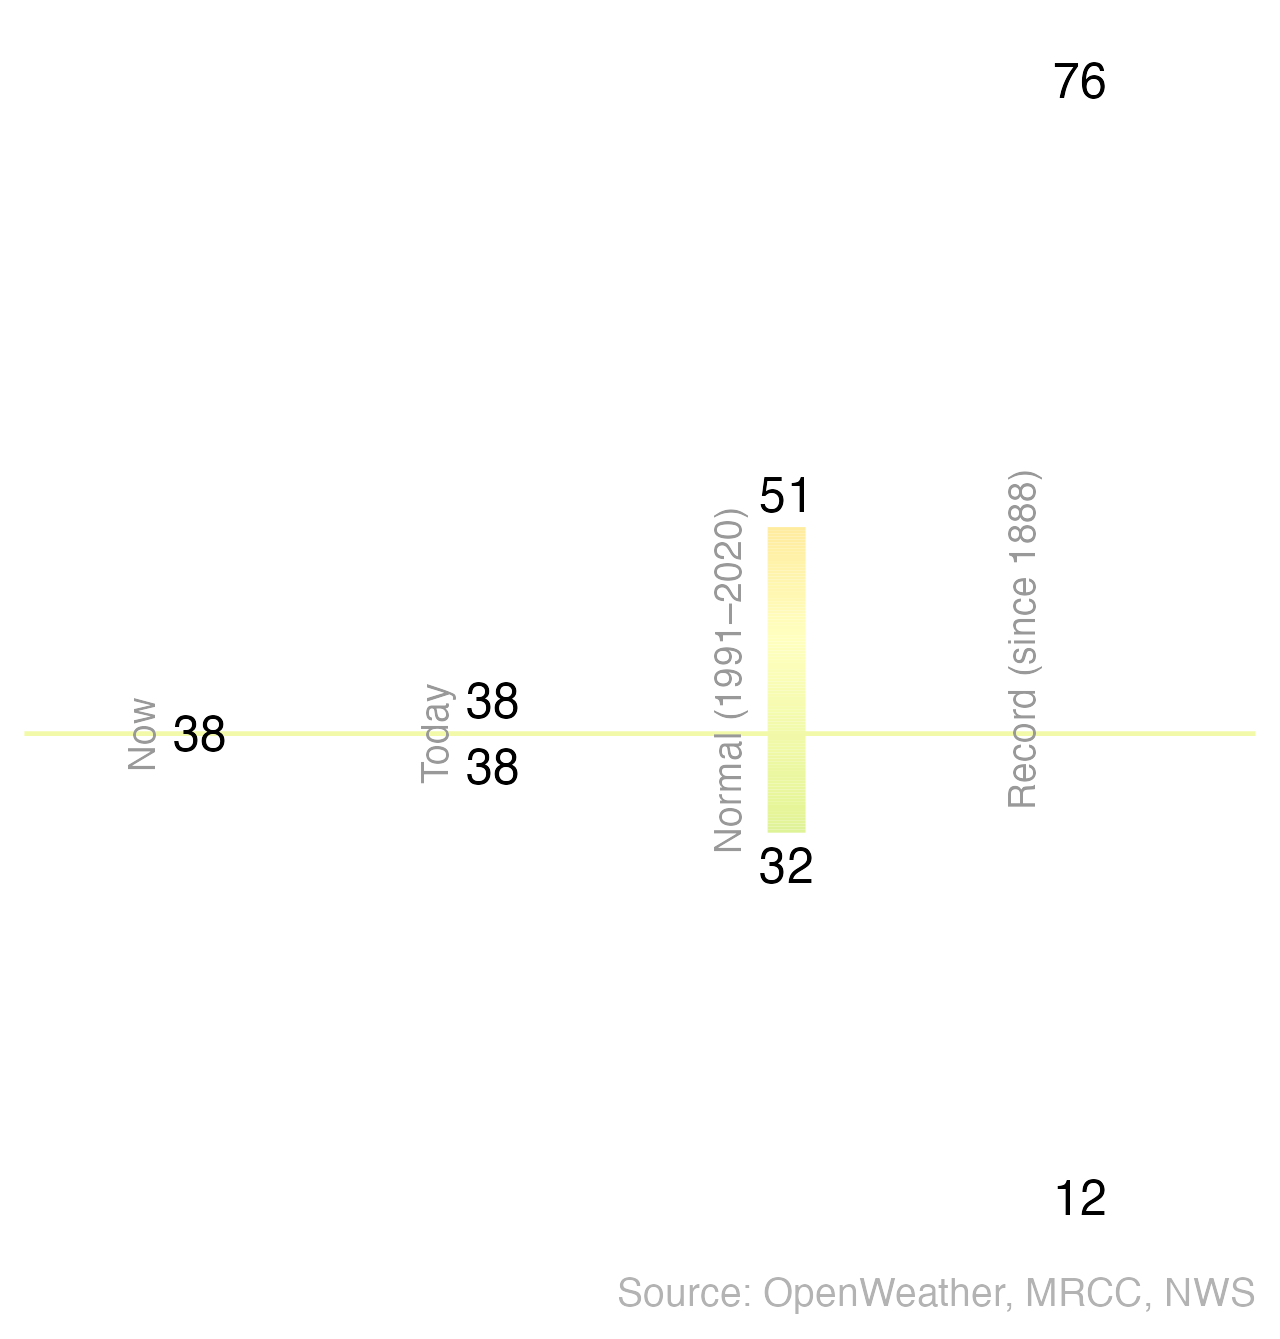 76
51
Normal (1991–2020)
Record (since 1888)
Now
38
Today
38
38
32
12
Source: OpenWeather, MRCC, NWS